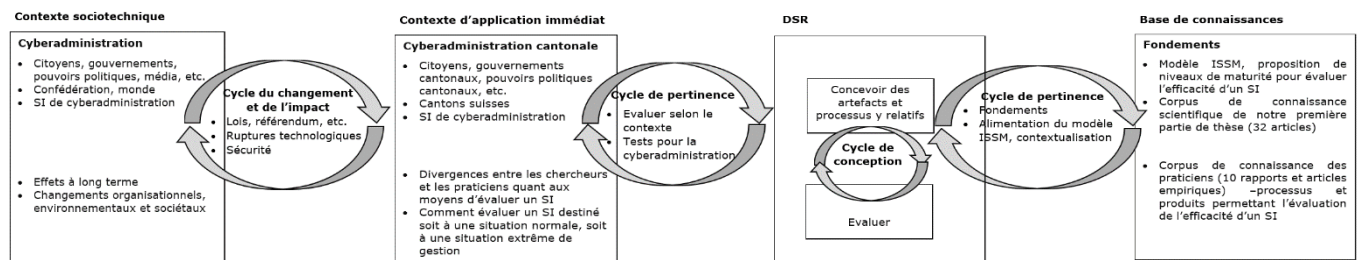 Contexte sociotechnique
Cyberadministration
• Citoyens, gouvernements,
pouvoirs politiques, média, etc.
• Confédération, monde
• SI de cyberadministration
• Effets à long terme
• Changements organisationnels,
environnementaux et sociétaux
Cycle du changement
et de l'impact
• Lois, référendum, etc.
• Ruptures technologiques
• Sécurité
Contexte d'application immédiat
Cyberadministration cantonale
• Citoyens, gouvernements
cantonaux, pouvoirs politiques
cantonaux, etc.
• Cantons suisses
• SI de cyberadministration
• Divergences entre les chercheurs
et les praticiens quant aux
moyens d'évaluer un SI
• Comment évaluer un SI destiné
soit à une situation normale, soit
à une situation extrême de
gestion
Cycle de pertinence
• Evaluer selon le
contexte
• Tests pour la
cyberadministration
DSR
Concevoir des
artefacts et
processus y relatifs
Cycle de
conception
Evaluer
Cycle de pertinence
• Fondements
• Alimentation du modèle
ISSM, contextualisation
Base de connaissances
Fondements
• Modèle ISSM, proposition de
niveaux de maturité pour évaluer
l'efficacité d'un SI
• Corpus de connaissance
scientifique de notre première
partie de thèse (32 articles)
• Corpus de connaissance des
praticiens (10 rapports et articles
empiriques) –processus et
produits permettant l'évaluation
de l'efficacité d'un SI